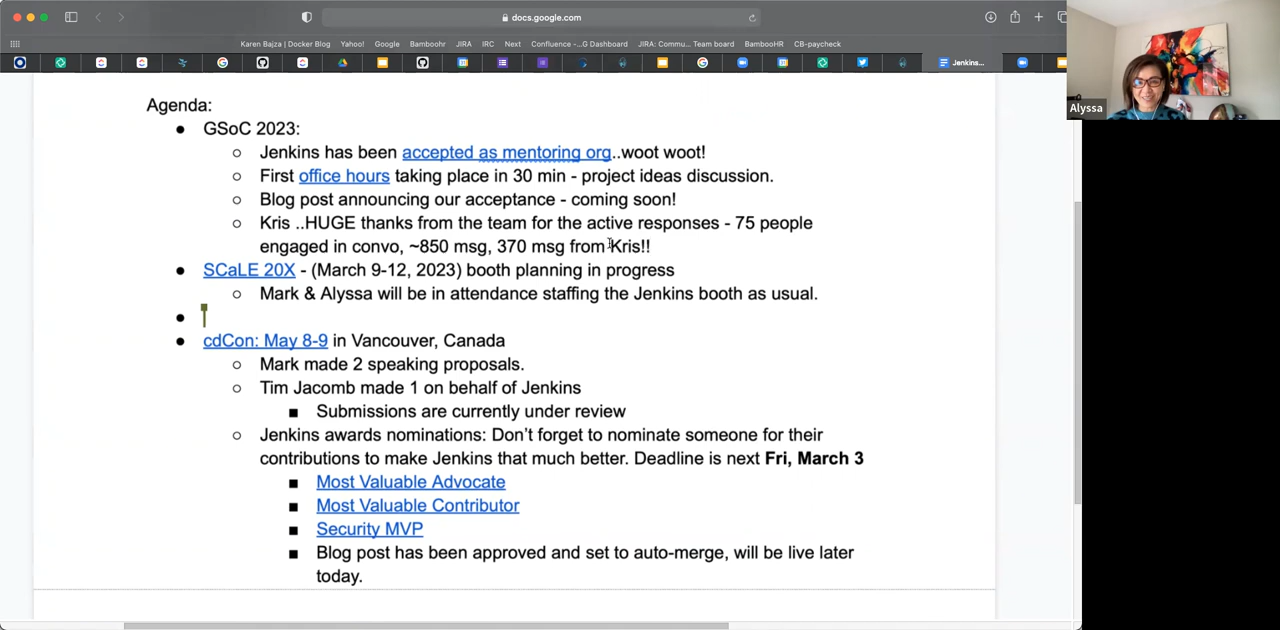 docs.google.com
Karen Bajza | Docker Blog Yahoo! Google Bamboohr JIRA IRC Next Confluence -...G Dashboard JIRA: Commu... Team board BambooHR CB-paycheck
Jenkins...
Alyssa
Agenda:
● GSoC 2023:
○ Jenkins has been accepted as mentoring org..woot woot!
○ First office hours taking place in 30 min - project ideas discussion.
○ Blog post announcing our acceptance - coming soon!
○ Kris ..HUGE thanks from the team for the active responses - 75 people
engaged in convo, ~850 msg, 370 msg from Kris!!
● SCaLE 20X - (March 9-12, 2023) booth planning in progress
○ Mark & Alyssa will be in attendance staffing the Jenkins booth as usual.
●
● cdCon: May 8-9 in Vancouver, Canada
○ Mark made 2 speaking proposals.
○ Tim Jacomb made 1 on behalf of Jenkins
■ Submissions are currently under review
○ Jenkins awards nominations: Don’t forget to nominate someone for their
contributions to make Jenkins that much better. Deadline is next Fri, March 3
■ Most Valuable Advocate
■ Most Valuable Contributor
■ Security MVP
■ Blog post has been approved and set to auto-merge, will be live later
today.